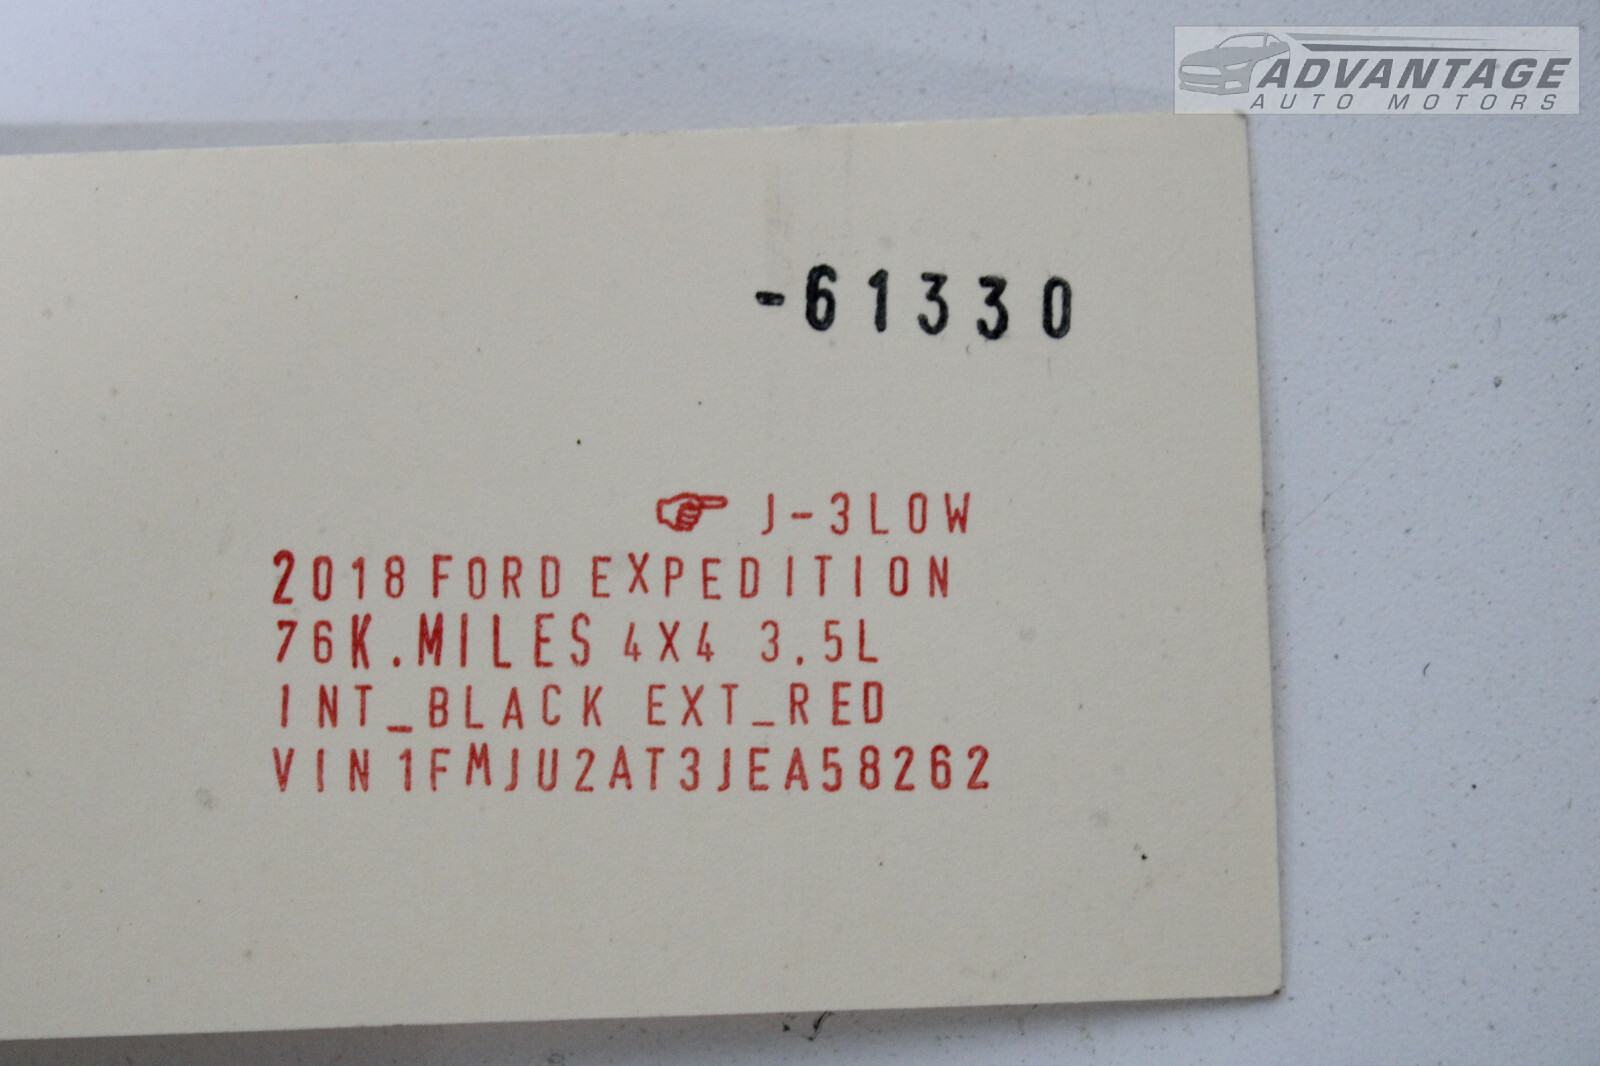 ADVANTAGE
AUTO MOTORS
-61330
J-3LOW
2018 FORD EXPEDITION
76K.MILES 4X4 3.5L
INT_BLACK EXT_RED
VIN 1FMJU2AT3JEA58262